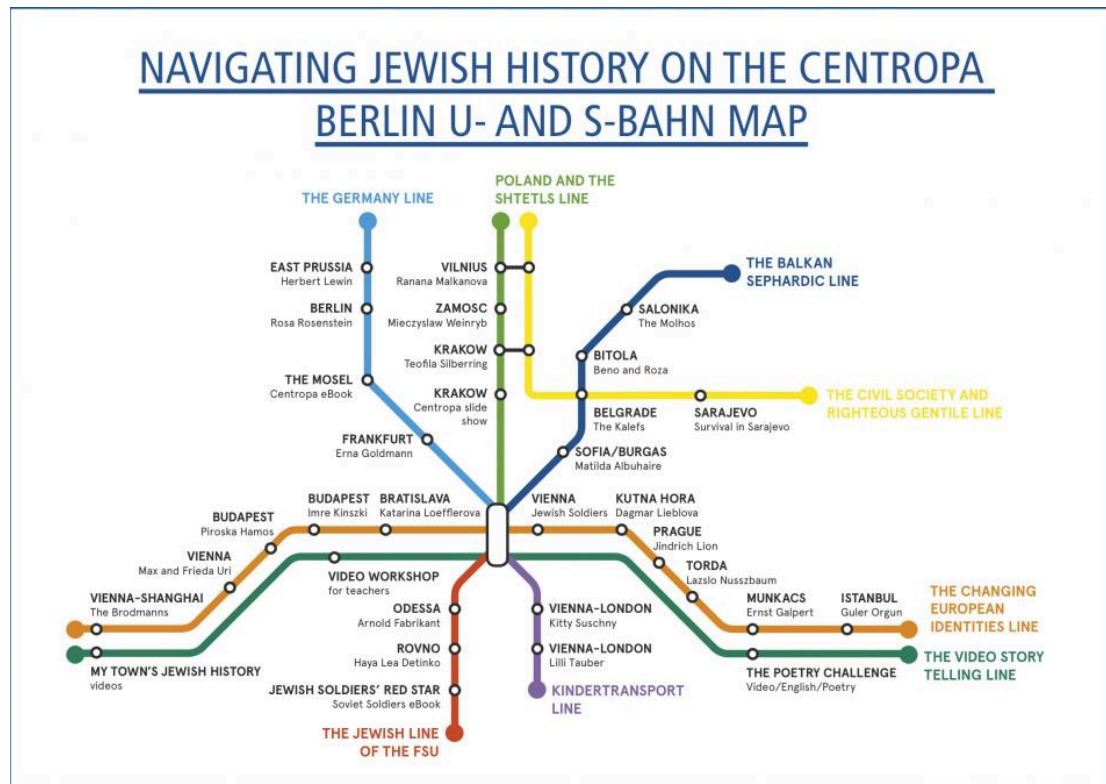 NAVIGATING JEWISH HISTORY ON THE CENTROPA
BERLIN U- AND S-BAHN MAP
THE GERMANY LINE
POLAND AND THE
SHTETLS LINE
EAST PRUSSIA
Herbert Lewin
BERLIN
Rosa Rosenstein
THE MOSEL
Centropa eBook
FRANKFURT
Erna Goldmann
VILNIUS
Ranana Malkanova
ZAMOSC
Mieczyslaw Weinryb
KRAKOW
Teofila Silberring
KRAKOW
Centropa slide
show
THE BALKAN
SEPHARDIC LINE
SALONIKA
The Molhos
BITOLA
Beno and Roza
BELGRADE
The Kalefs
SARAJEVO
Survival in Sarajevo
THE CIVIL SOCIETY AND
RIGHTEOUS GENTILE LINE
SOFIA/BURGAS
Matilda Albuhaire
BUDAPEST
Piroska Hamos
BUDAPEST
Imre Kinszki
BRATISLAVA
Katarina Loefflerova
VIENNA
Jewish Soldiers
KUTNA HORA
Dagmar Lieblova
VIENNA
Max and Frieda Uri
PRAGUE
Jindrich Lion
TORDA
Lazslo Nusszbaum
VIENNA-SHANGHAI
The Brodmanns
VIDEO WORKSHOP
for teachers
MUNKACS
Ernst Galpert
ISTANBUL
Guler Orgun
THE CHANGING
EUROPEAN
IDENTITIES LINE
MY TOWN'S JEWISH HISTORY
videos
ODESSA
Arnold Fabrikant
ROVNO
Haya Lea Detinko
JEWISH SOLDIERS' RED STAR
Soviet Soldiers eBook
THE JEWISH LINE
OF THE FSU
VIENNA-LONDON
Kitty Suschny
VIENNA-LONDON
Lilli Tauber
KINDERTRANSPORT
LINE
THE POETRY CHALLENGE
Video/English/Poetry
THE VIDEO STORY
TELLING LINE